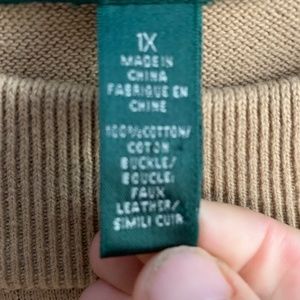 1X
MADE IN
CHINA
FABRIQUE EN
CHINE
100% COTTON/
COTON
BUCKLE/
BOUCLE:
FAUX
LEATHER/
SIMILI CUIR